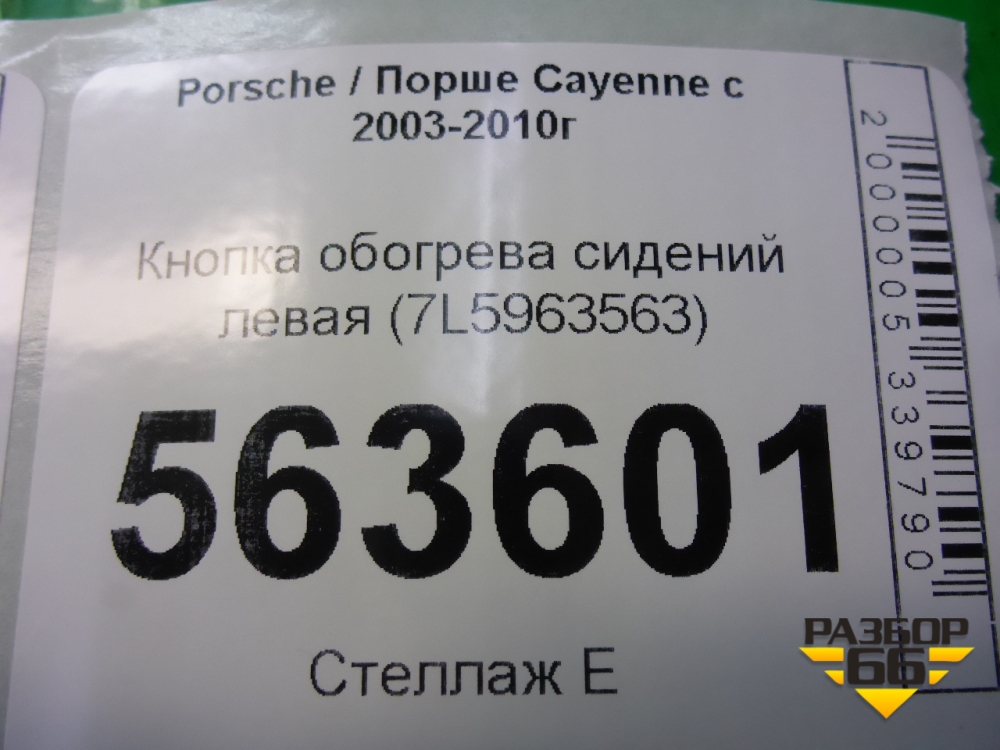 Porsche / Порше Cayenne с
2003-2010г
Кнопка обогрева сидений
левая (7L5963563)
563601
Стеллаж Е
2000005339790
РАЗБОР
66